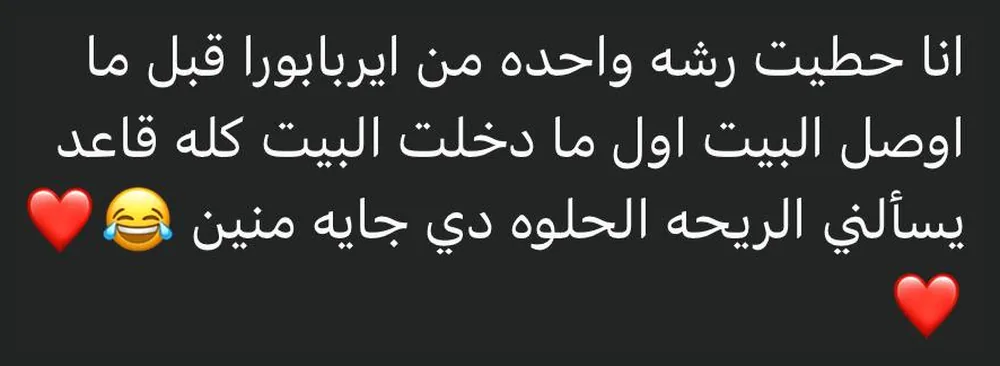 انا حطيت رشه واحده من ايربابورا قبل ما
اوصل البيت اول ما دخلت البيت كله قاعد
يسألني الريحه الحلوه دي جايه منين 😂❤️
❤️